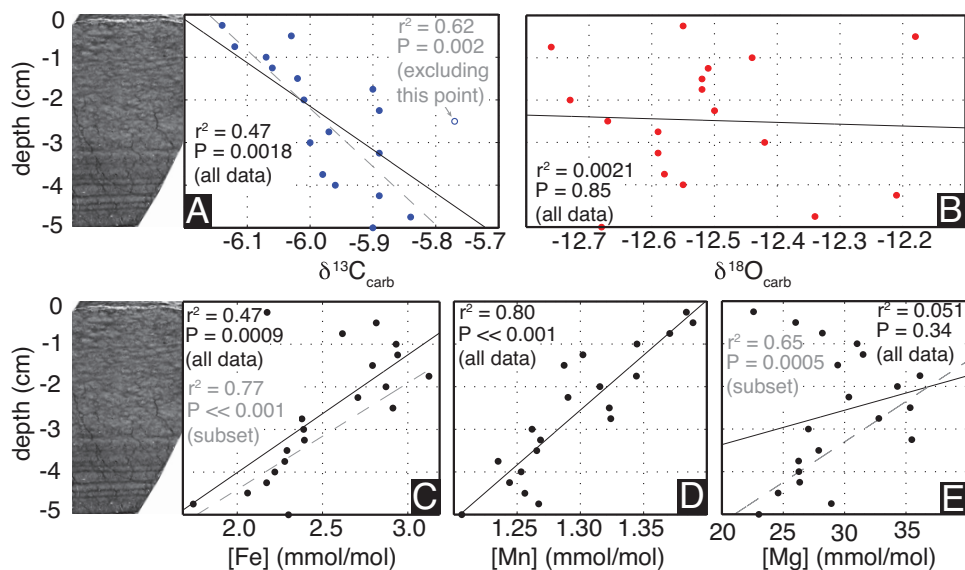 0
-1
-2
-3
-4
-5
depth (cm)
r² = 0.62
P = 0.002
(excluding
this point)
r² = 0.47
P = 0.0018
(all data)
A
-6.1
-6.0
-5.9
-5.8
-5.7
δ¹³C_carb
r² = 0.0021
P = 0.85
(all data)
B
-12.7
-12.6
-12.5
-12.4
-12.3
-12.2
δ¹⁸O_carb
0
-1
-2
-3
-4
-5
depth (cm)
r² = 0.47
P = 0.0009
(all data)
r² = 0.77
P << 0.001
(subset)
C
2.0
2.5
3.0
[Fe] (mmol/mol)
r² = 0.80
P << 0.001
(all data)
D
1.25
1.30
1.35
[Mn] (mmol/mol)
r² = 0.051
P = 0.34
(all data)
r² = 0.65
P = 0.0005
(subset)
E
25
30
35
[Mg] (mmol/mol)